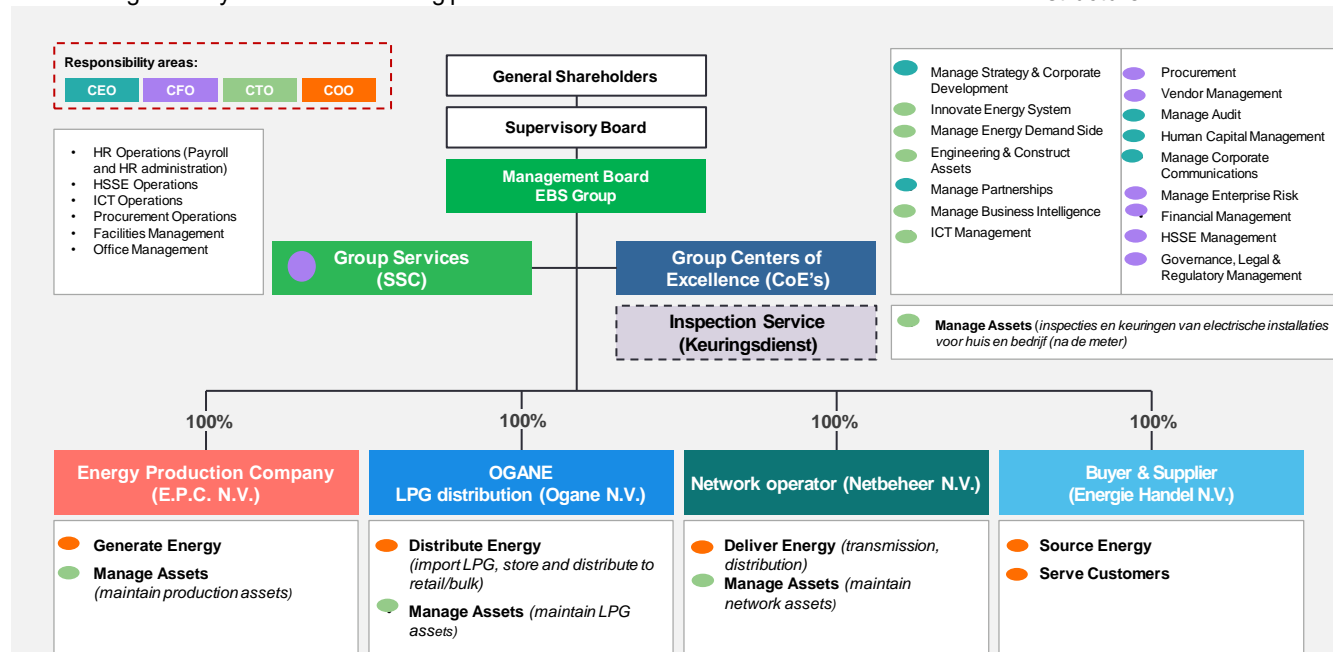 Responsibility areas:
CEO
CFO
CTO
COO
General Shareholders
Supervisory Board
Management Board
EBS Group
• HR Operations (Payroll
and HR administration)
• HSSE Operations
• ICT Operations
• Procurement Operations
• Facilities Management
• Office Management
Group Services
(SSC)
Group Centers of
Excellence (CoE's)
Inspection Service
(Keuringsdienst)
Manage Strategy & Corporate
Development
Innovate Energy System
Manage Energy Demand Side
Engineering & Construct
Assets
Manage Partnerships
Manage Business Intelligence
ICT Management
Procurement
Vendor Management
Manage Audit
Human Capital Management
Manage Corporate
Communications
Manage Enterprise Risk
Financial Management
HSSE Management
Governance, Legal &
Regulatory Management
Manage Assets (inspecties en keuringen van electrische installaties
voor huis en bedrijf (na de meter)
100%
100%
100%
100%
Energy Production Company
(E.P.C. N.V.)
OGANE
LPG distribution (Ogane N.V.)
Network operator (Netbeheer N.V.)
Buyer & Supplier
(Energie Handel N.V.)
Generate Energy
Manage Assets
(maintain production assets)
Distribute Energy
(import LPG, store and distribute to
retail/bulk)
Manage Assets (maintain LPG
assets)
Deliver Energy (transmission,
distribution)
Manage Assets (maintain
network assets)
Source Energy
Serve Customers